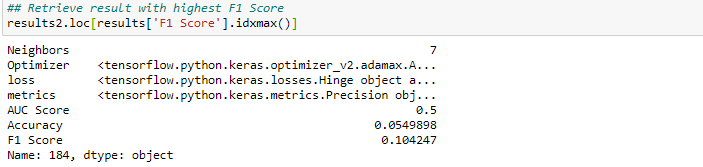 ## Retrieve result with highest F1 Score
results2.loc[results['F1 Score'].idxmax()]
Neighbors 7
Optimizer <tensorflow.python.keras.optimizer_v2.adamax.A...
loss <tensorflow.python.keras.losses.Hinge object a...
metrics <tensorflow.python.keras.metrics.Precision obj...
AUC Score 0.5
Accuracy 0.0549898
F1 Score 0.104247
Name: 184, dtype: object